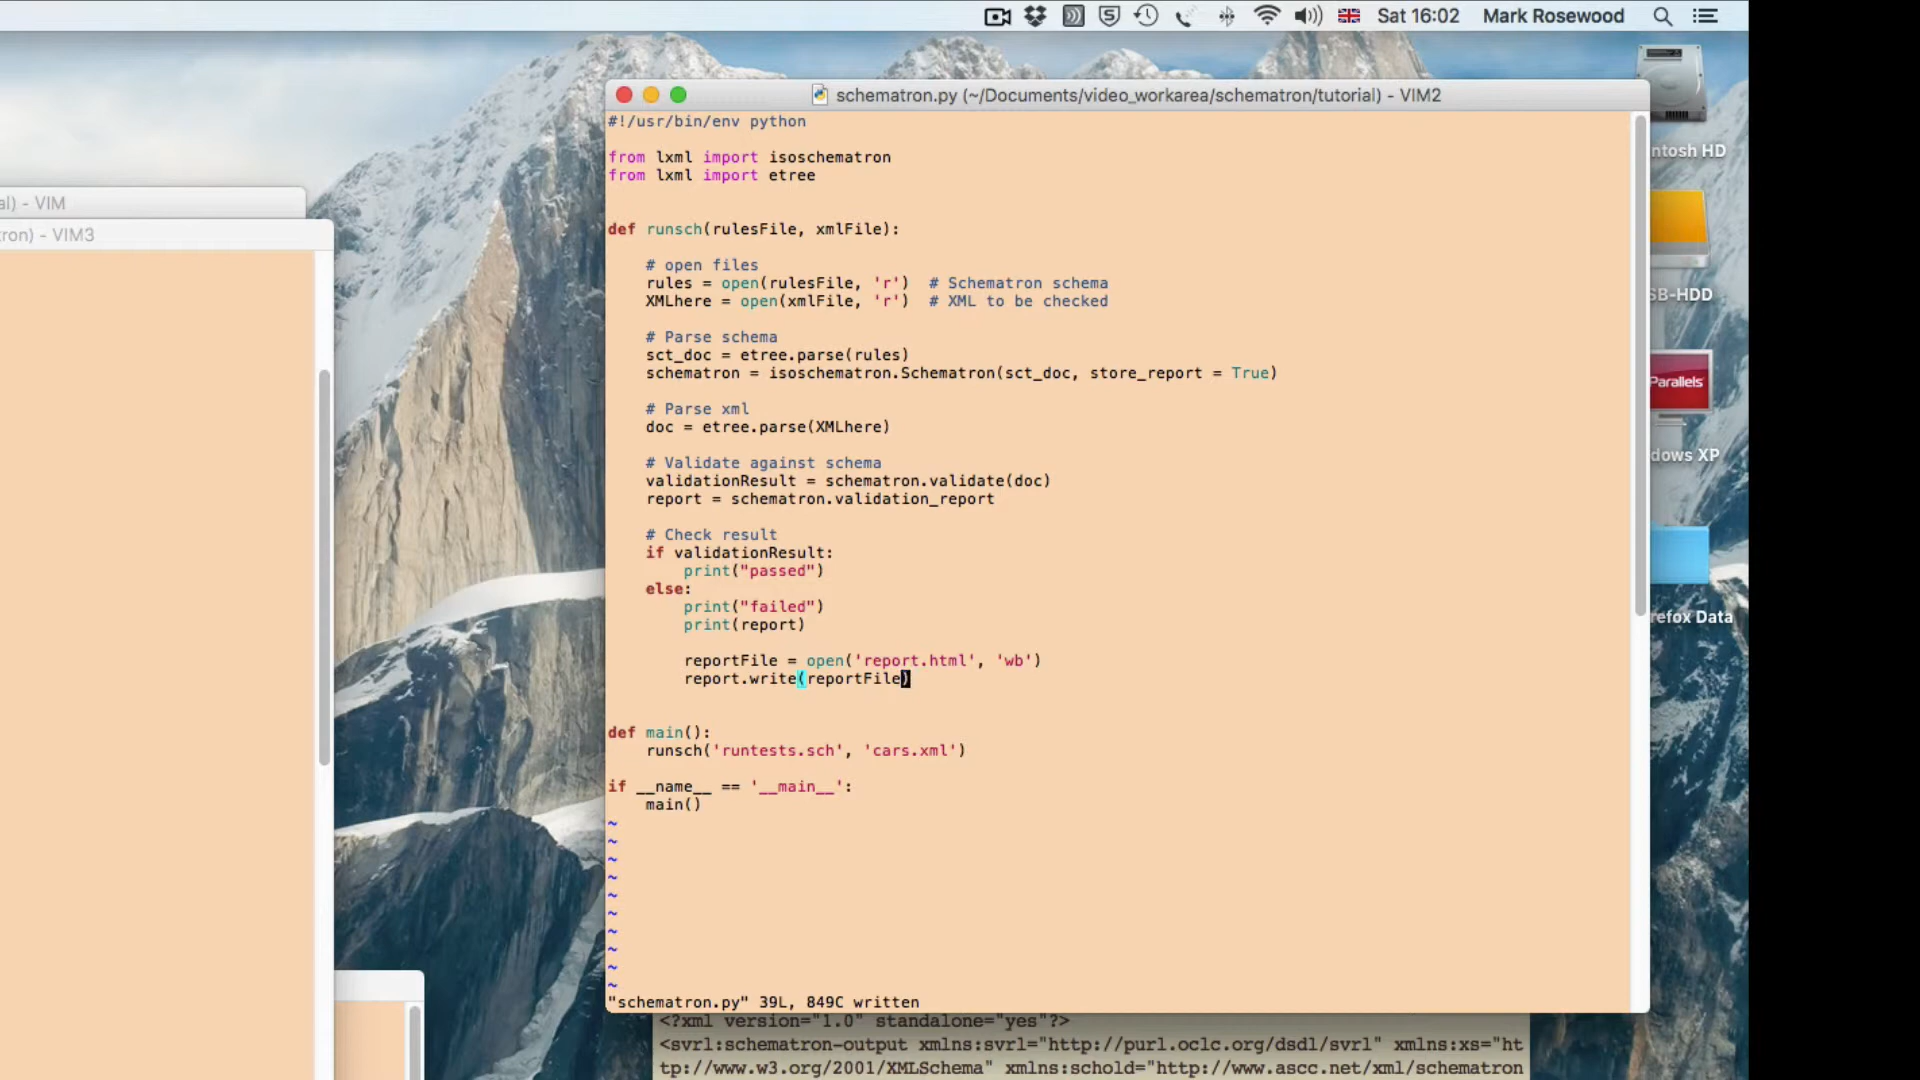 Sat 16:02 Mark Rosewood
schematron.py (~/Documents/video_workarea/schematron/tutorial) - VIM2
#!/usr/bin/env python
ntosh HD
from lxml import isoschematron
from lxml import etree
al) - VIM
tron) - VIM3
def runsch(rulesFile, xmlFile):
# open files
rules = open(rulesFile, 'r')  # Schematron schema
XMLhere = open(xmlFile, 'r')  # XML to be checked
SB-HDD
# Parse schema
sct_doc = etree.parse(rules)
schematron = isoschematron.Schematron(sct_doc, store_report = True)
Parallels
# Parse xml
doc = etree.parse(XMLhere)
dows XP
# Validate against schema
validationResult = schematron.validate(doc)
report = schematron.validation_report
# Check result
if validationResult:
print("passed")
else:
print("failed")
print(report)
refox Data
reportFile = open('report.html', 'wb')
report.write(reportFile)
def main():
runsch('runtests.sch', 'cars.xml')
if __name__ == '__main__':
main()
~
~
~
~
~
~
~
~
~
~
"schematron.py" 39L, 849C written
<?xml version="1.0" standalone="yes"?>
<svrl:schematron-output xmlns:svrl="http://purl.oclc.org/dsdl/svrl" xmlns:xs="ht
tp://www.w3.org/2001/XMLSchema" xmlns:schold="http://www.ascc.net/xml/schematron